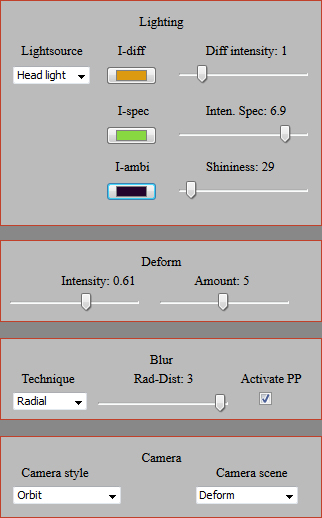 Lighting
Lightsource I-diff Diff intensity: 1
Head light
I-spec Inten. Spec: 6.9
I-ambi Shininess: 29
Deform
Intensity: 0.61 Amount: 5
Blur
Technique Rad-Dist: 3 Activate PP
Radial
Camera
Camera style Camera scene
Orbit Deform